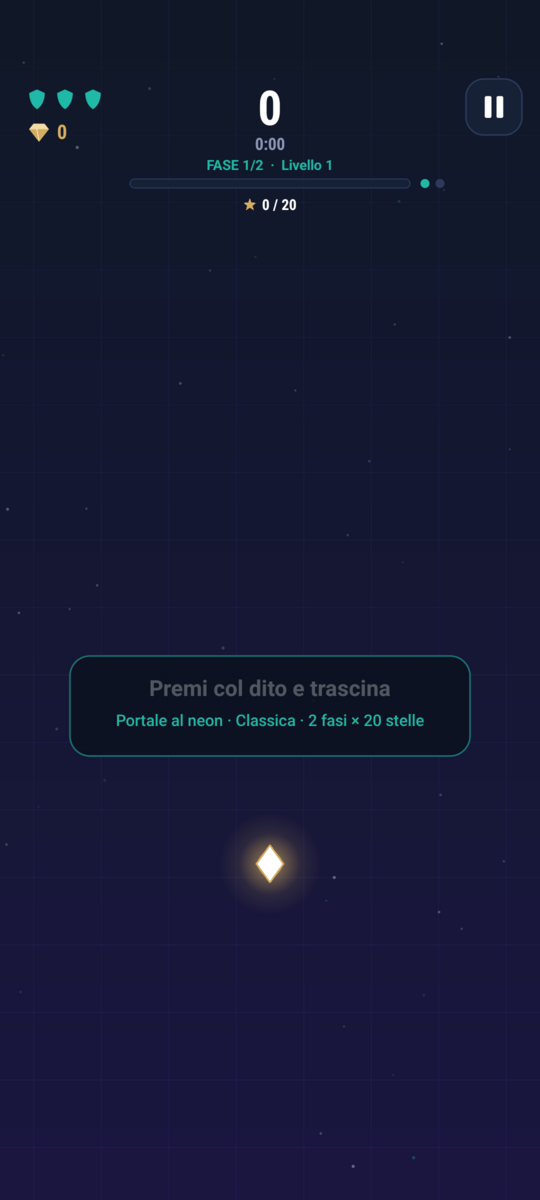 0
0
0:00
FASE 1/2 · Livello 1
0 / 20
Premi col dito e trascina
Portale al neon · Classica · 2 fasi × 20 stelle